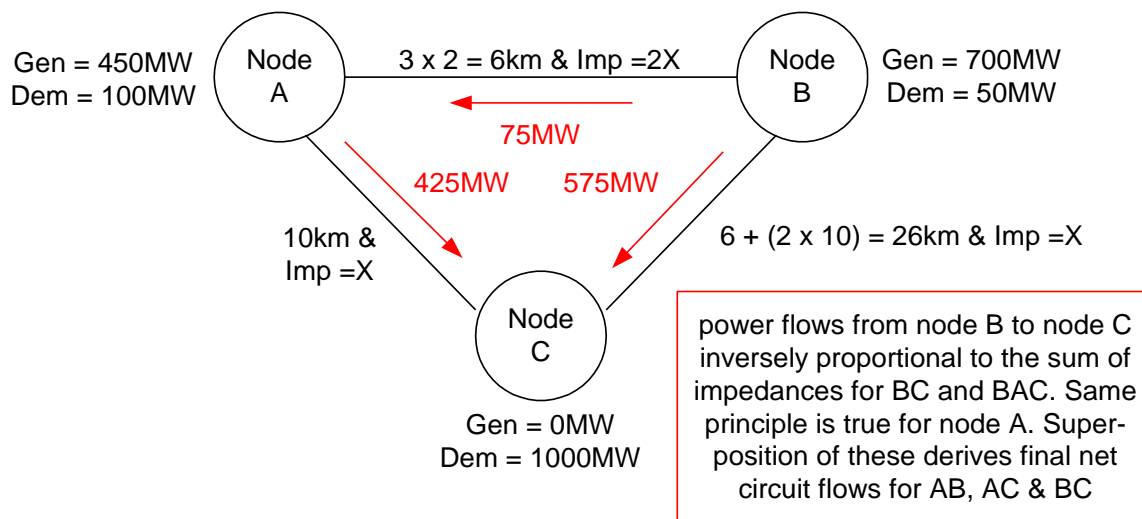 Gen = 450MW
Dem = 100MW
Node
A
3 x 2 = 6km & Imp =2X
Node
B
Gen = 700MW
Dem = 50MW
75MW
425MW
575MW
10km &
Imp =X
6 + (2 x 10) = 26km & Imp =X
Node
C
Gen = 0MW
Dem = 1000MW
power flows from node B to node C
inversely proportional to the sum of
impedances for BC and BAC. Same
principle is true for node A. Super-
position of these derives final net
circuit flows for AB, AC & BC